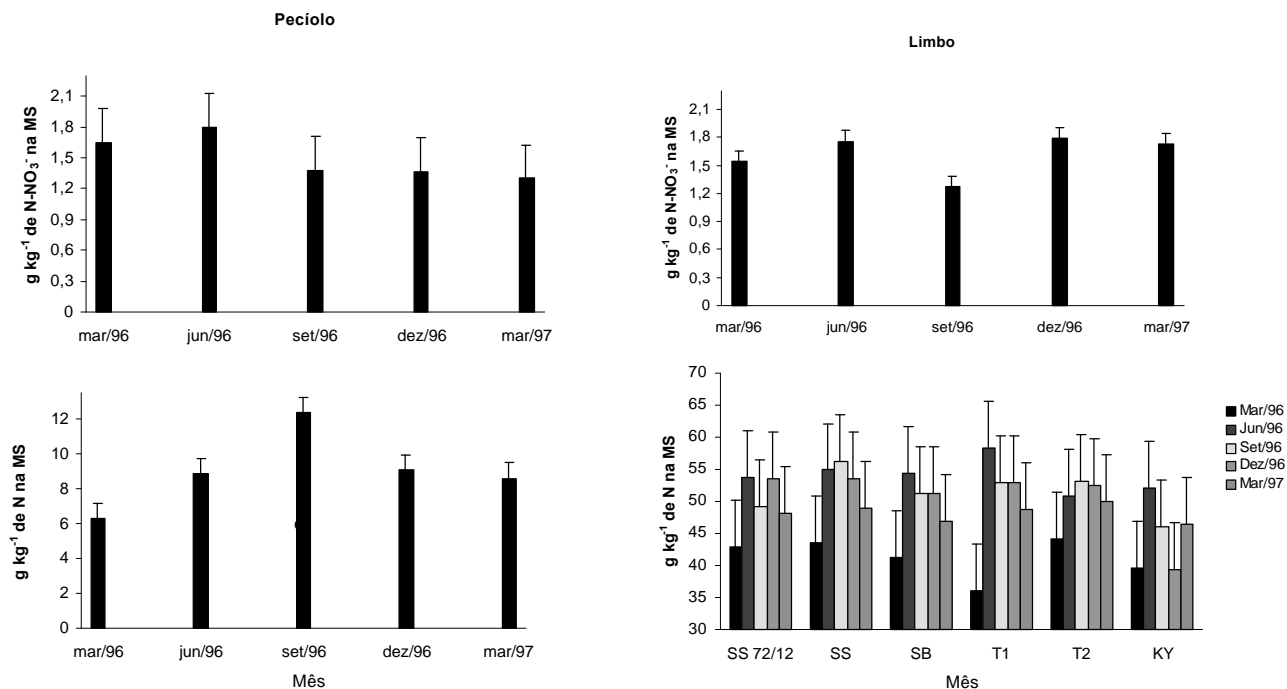 Pecíolo
g kg⁻¹ de N-NO₃⁻ na MS
2,1
1,8
1,5
1,2
0,9
0,6
0,3
0
mar/96 jun/96 set/96 dez/96 mar/97
Limbo
g kg⁻¹ de N-NO₃⁻ na MS
2,1
1,8
1,5
1,2
0,9
0,6
0,3
0
mar/96 jun/96 set/96 dez/96 mar/97
g kg⁻¹ de N na MS
12
10
8
6
4
2
0
mar/96 jun/96 set/96 dez/96 mar/97
Mês
g kg⁻¹ de N na MS
70
65
60
55
50
45
40
35
30
SS 72/12 SS SB T1 T2 KY
Mês
Mar/96
Jun/96
Set/96
Dez/96
Mar/97